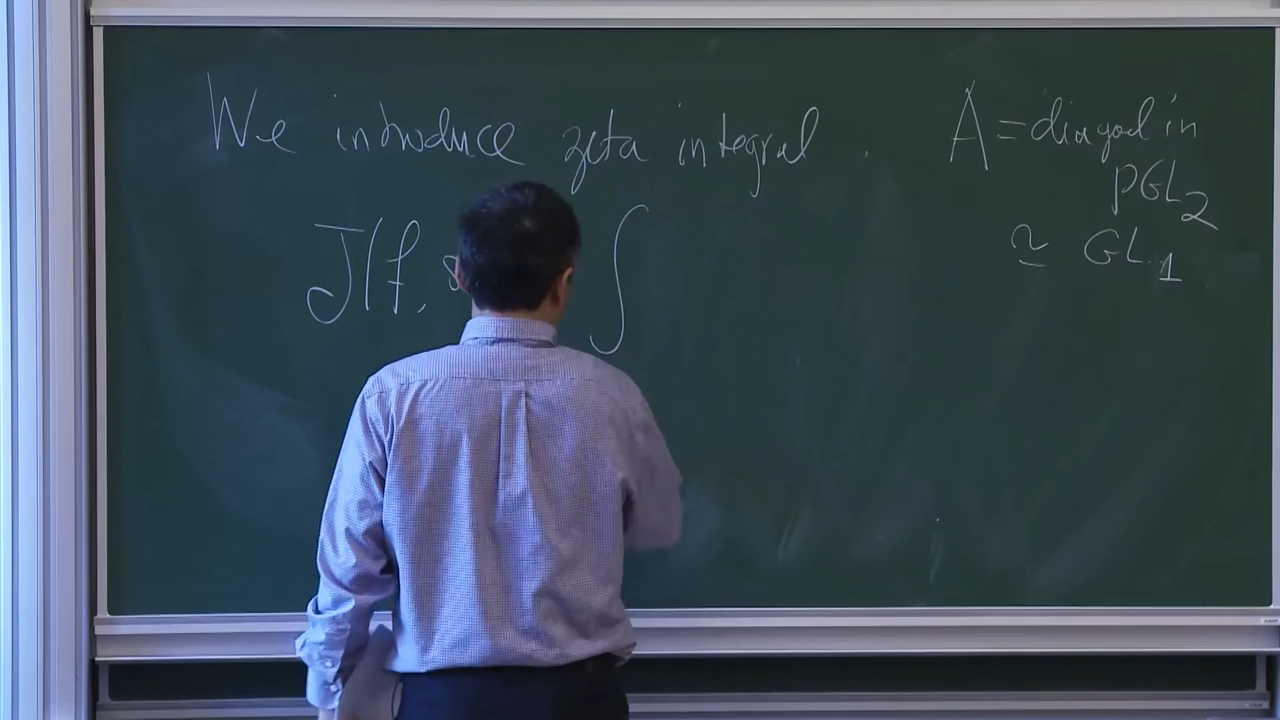 We introduce zeta integral .
J(f, s ∫
A = diagonal in
PGL₂
≃ GL₁